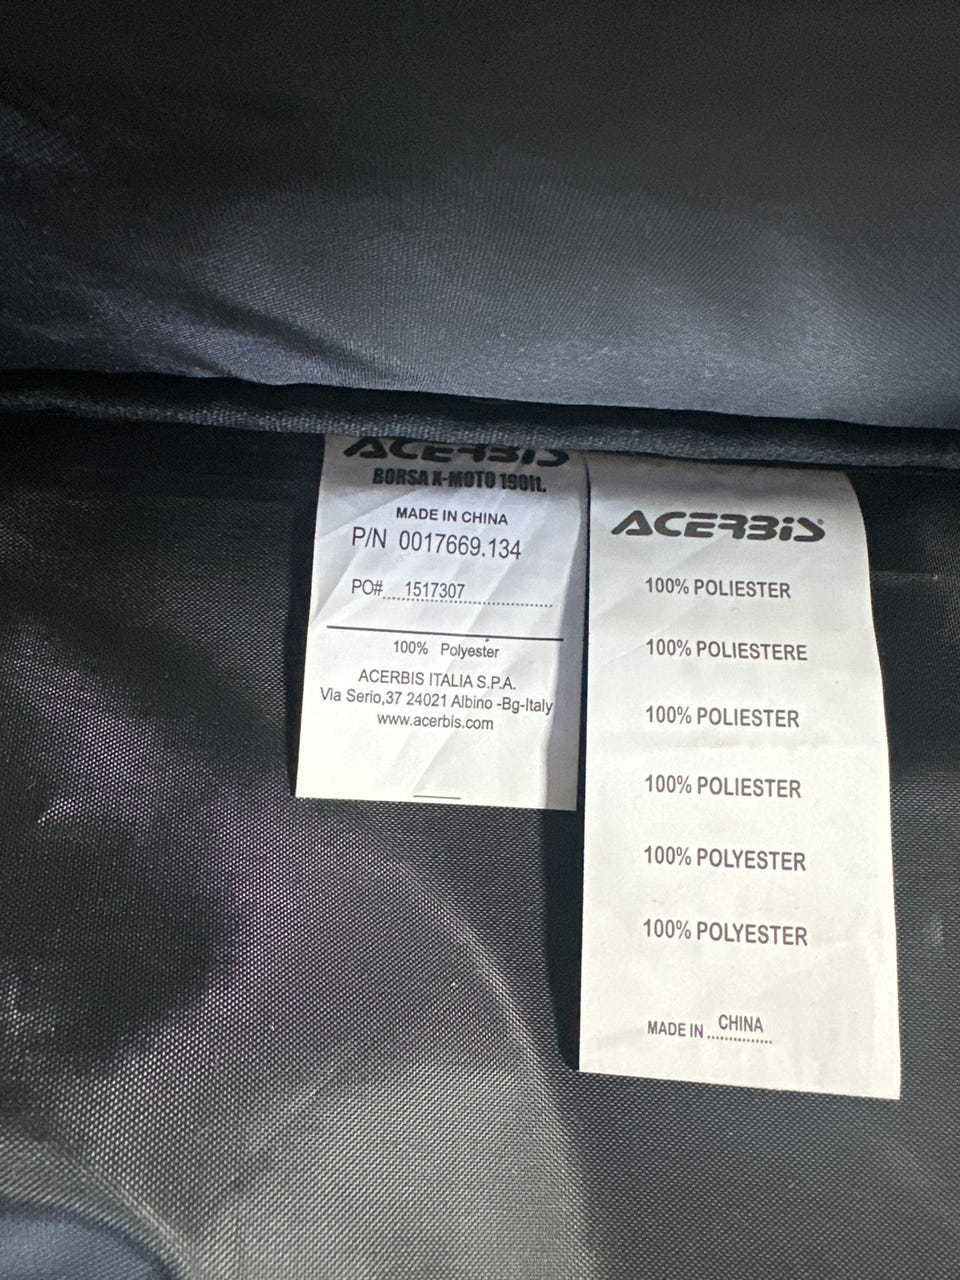 ACERBIS
BORSA X-MOTO 190lt.
MADE IN CHINA
P/N 0017669.134
PO# 1517307
100% Polyester
ACERBIS ITALIA S.P.A.
Via Serio,37 24021 Albino -Bg-Italy
www.acerbis.com
ACERBIS®
100% POLIESTER
100% POLIESTERE
100% POLIESTER
100% POLIESTER
100% POLYESTER
100% POLYESTER
MADE IN CHINA